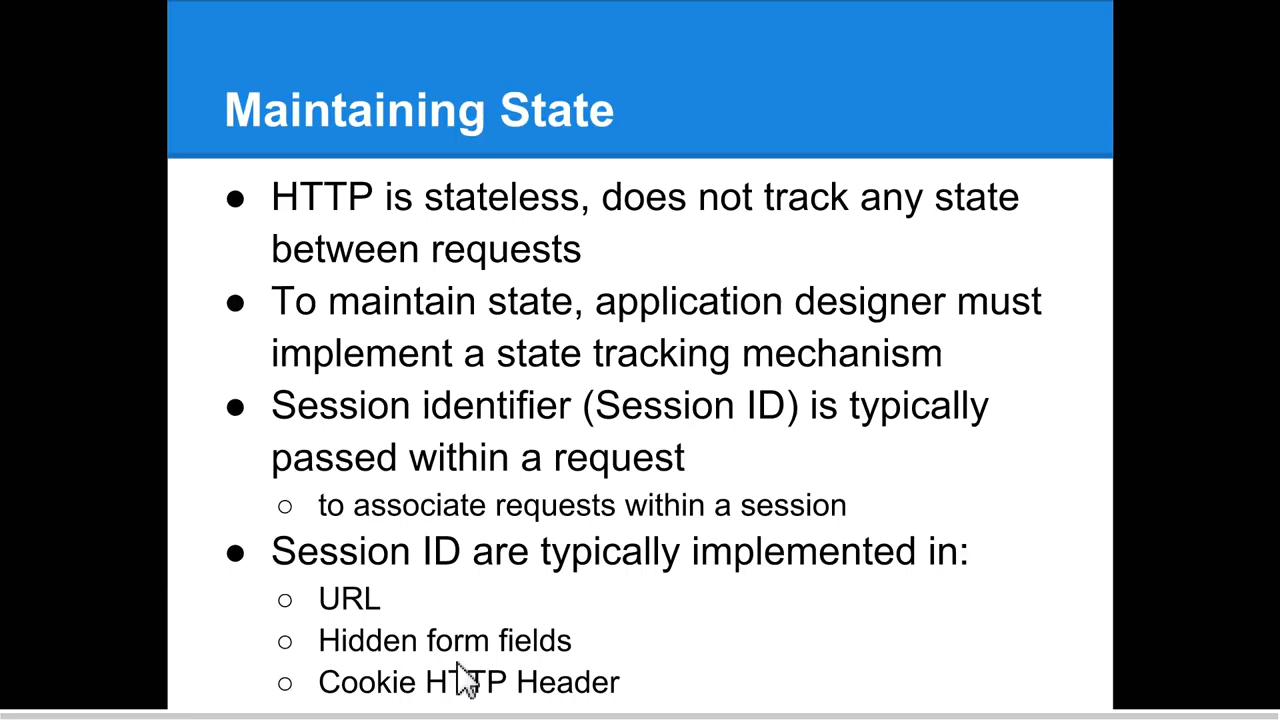 Maintaining State
● HTTP is stateless, does not track any state
between requests
● To maintain state, application designer must
implement a state tracking mechanism
● Session identifier (Session ID) is typically
passed within a request
○ to associate requests within a session
● Session ID are typically implemented in:
○ URL
○ Hidden form fields
○ Cookie HTTP Header